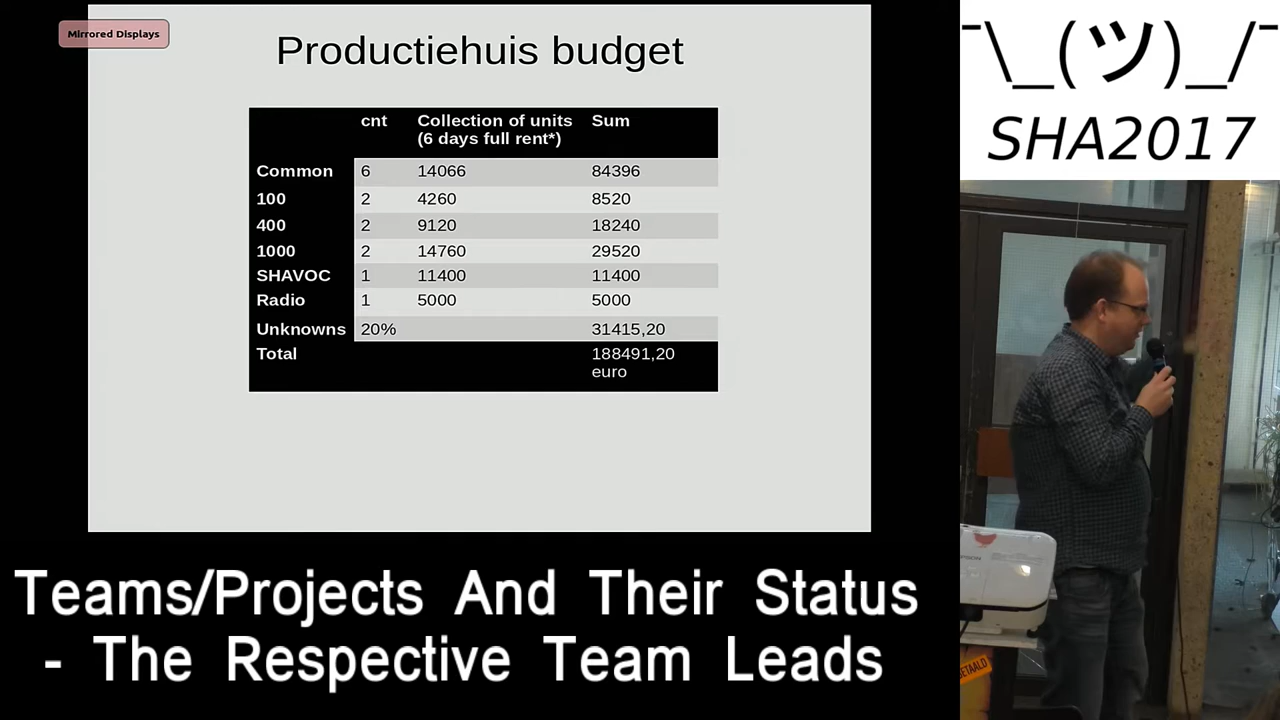 Mirrored Displays
Productiehuis budget
cnt Collection of units (6 days full rent*) Sum
Common 6 14066 84396
100 2 4260 8520
400 2 9120 18240
1000 2 14760 29520
SHAVOC 1 11400 11400
Radio 1 5000 5000
Unknowns 20% 31415,20
Total 188491,20 euro
¯\_(ツ)_/¯
SHA2017
EPSON
BETAALD
Teams/Projects And Their Status
- The Respective Team Leads